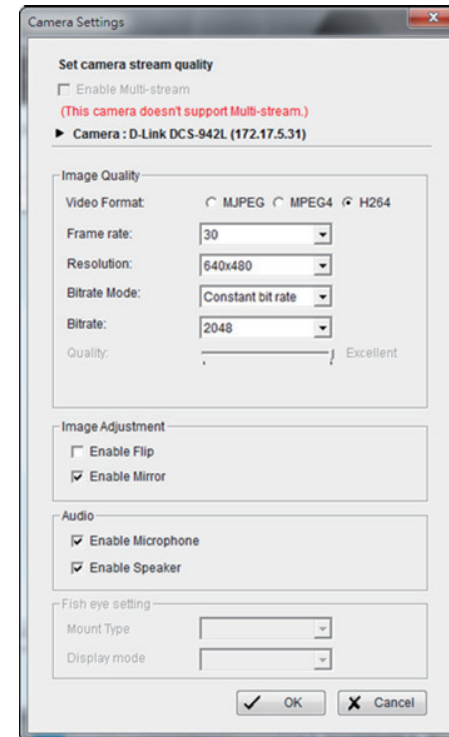 Camera Settings
Set camera stream quality
Enable Multi-stream
(This camera doesn't support Multi-stream.)
Camera : D-Link DCS-942L (172.17.5.31)
Image Quality
Video Format: MJPEG MPEG4 H264
Frame rate: 30
Resolution: 640x480
Bitrate Mode: Constant bit rate
Bitrate: 2048
Quality: Excellent
Image Adjustment
Enable Flip
Enable Mirror
Audio
Enable Microphone
Enable Speaker
Fish eye setting
Mount Type
Display mode
OK Cancel